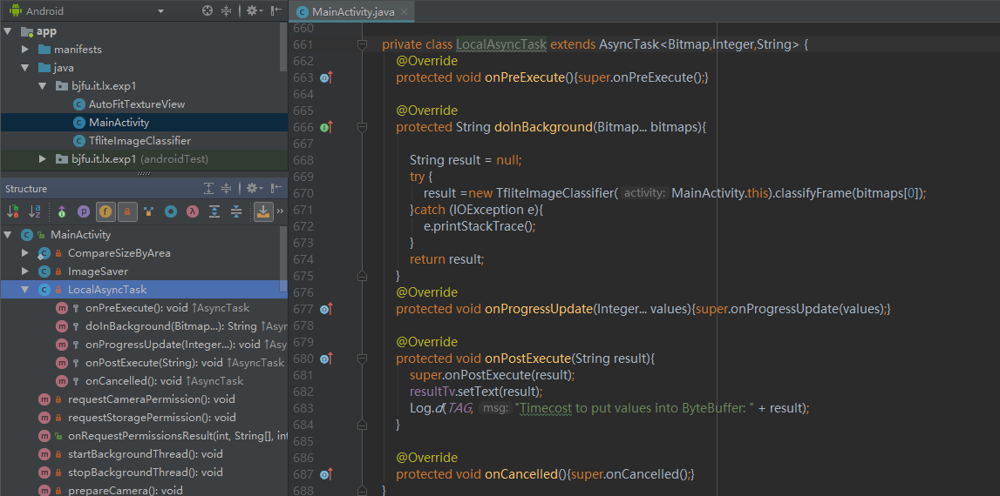 Android
app
manifests
java
bjfu.it.lx.exp1
AutoFitTextureView
MainActivity
TfliteImageClassifier
bjfu.it.lx.exp1 (androidTest)
Structure
MainActivity
CompareSizeByArea
ImageSaver
LocalAsyncTask
onPreExecute(): void ↑AsyncTask
doInBackground(Bitmap...): String ↑Asyn
onProgressUpdate(Integer...): void ↑Asy
onPostExecute(String): void ↑AsyncTask
onCancelled(): void ↑AsyncTask
requestCameraPermission(): void
requestStoragePermission(): void
onRequestPermissionsResult(int, String[], int
startBackgroundThread(): void
stopBackgroundThread(): void
prepareCamera(): void
MainActivity.java
660
661 private class LocalAsyncTask extends AsyncTask<Bitmap,Integer,String> {
662 @Override
663 protected void onPreExecute(){super.onPreExecute();}
664
665 @Override
666 protected String doInBackground(Bitmap... bitmaps){
667
668 String result = null;
669 try {
670 result =new TfliteImageClassifier( activity: MainActivity.this).classifyFrame(bitmaps[0]);
671 }catch (IOException e){
672 e.printStackTrace();
673 }
674 return result;
675 }
676 @Override
677 protected void onProgressUpdate(Integer... values){super.onProgressUpdate(values);}
678
679 @Override
680 protected void onPostExecute(String result){
681 super.onPostExecute(result);
682 resultTv.setText(result);
683 Log.d(TAG, msg: "Timecost to put values into ByteBuffer: " + result);
684 }
685
686 @Override
687 protected void onCancelled(){super.onCancelled();}
688 }